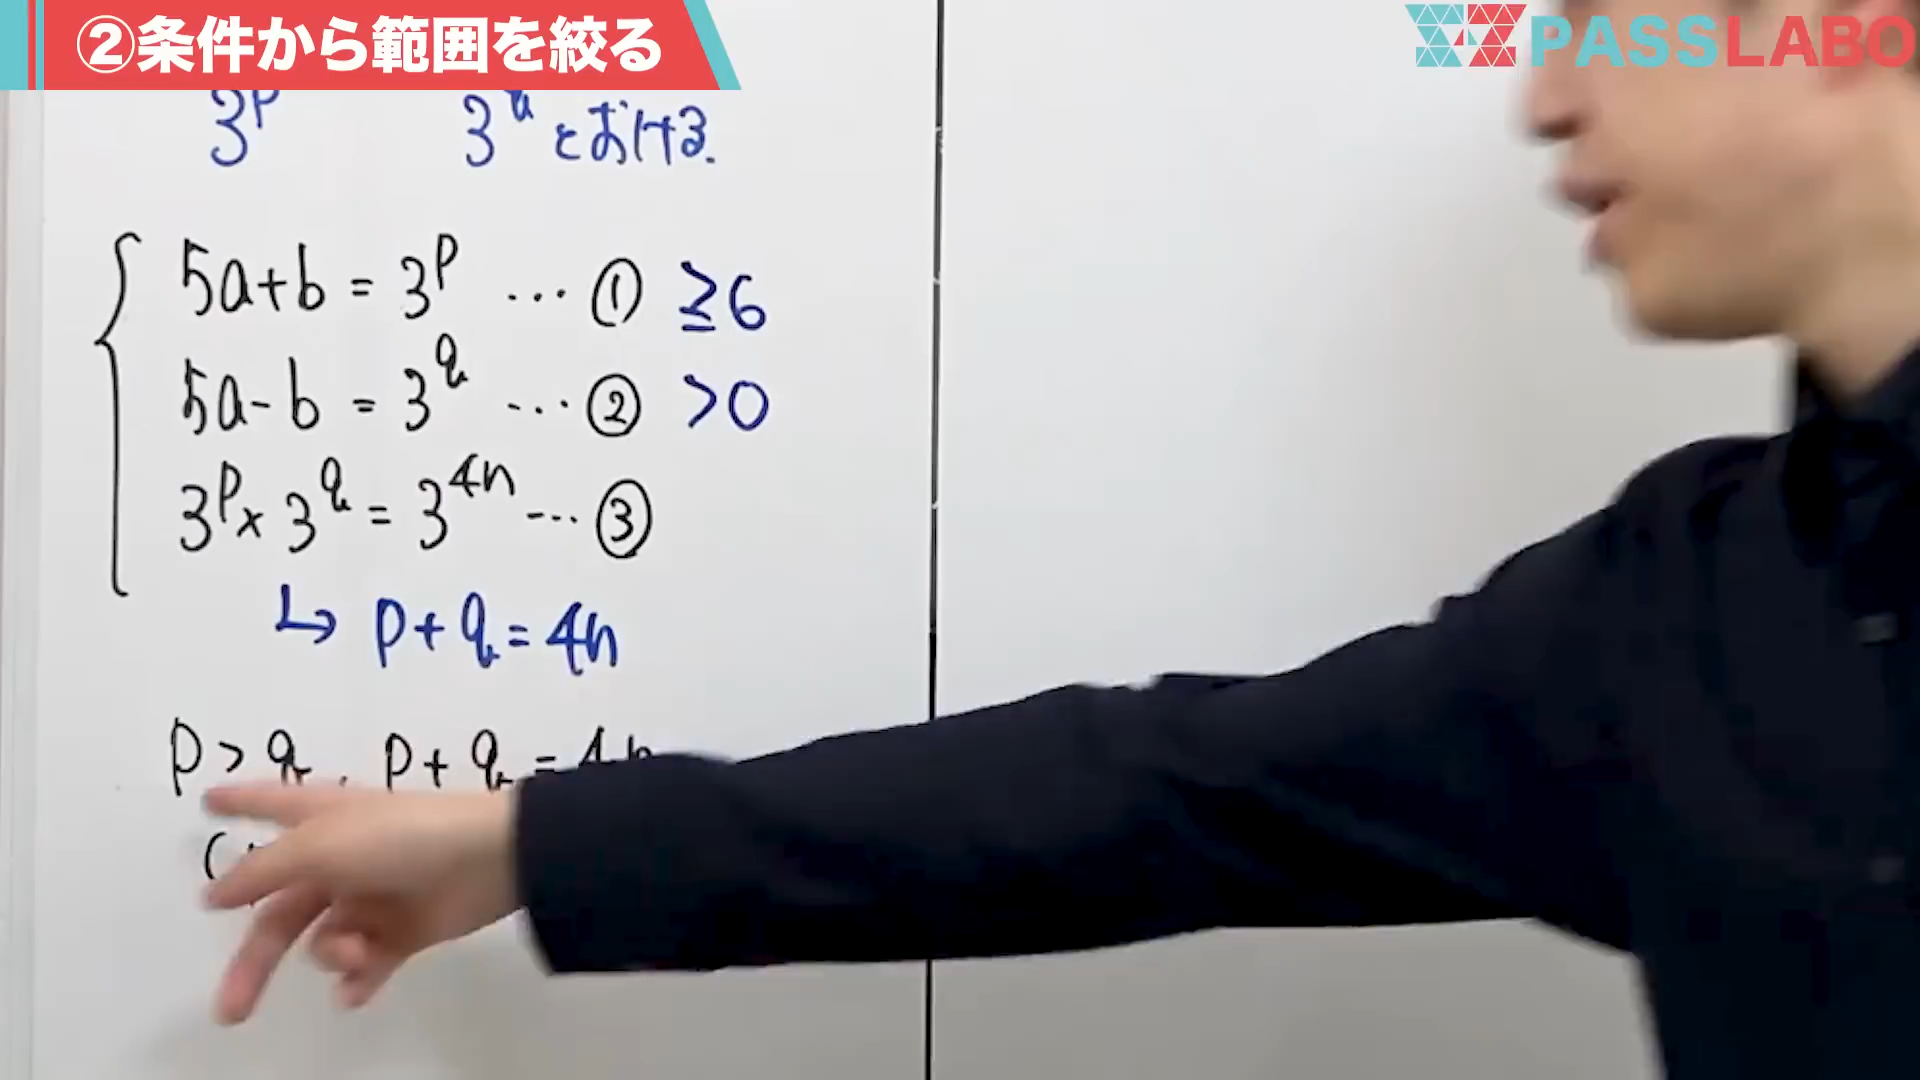 ②条件から範囲を絞る
PASSLABO
3^p 3^q とおける.
5a+b = 3^p … ① ≧6
5a-b = 3^q … ② >0
3^p × 3^q = 3^4n … ③
↳ p+q = 4n
p > q , p+q = 4n
(